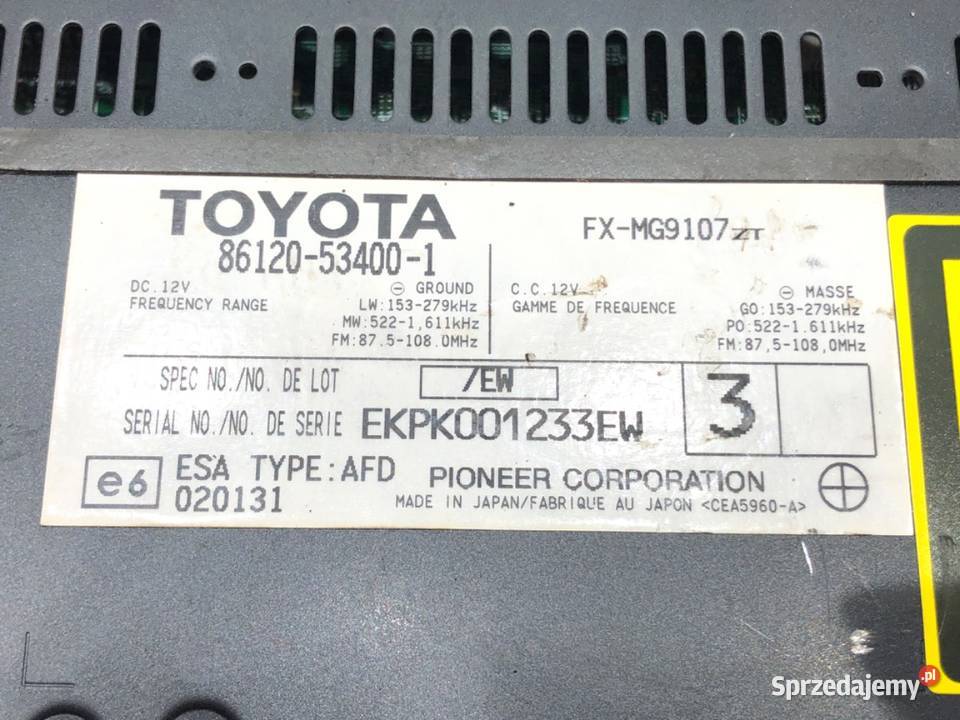 TOYOTA
86120-53400-1
FX-MG9107ZT
DC.12V ⊖ GROUND
FREQUENCY RANGE LW:153-279kHz
MW:522-1,611kHz
FM:87.5-108.0MHz
C.C.12V ⊖ MASSE
GAMME DE FREQUENCE GO:153-279kHz
PO:522-1.611kHz
FM:87,5-108,0MHz
SPEC NO./NO. DE LOT /EW
SERIAL NO./NO. DE SERIE EKPK001233EW
3
e6
ESA TYPE:AFD
020131
PIONEER CORPORATION
MADE IN JAPAN/FABRIQUE AU JAPON <CEA5960-A>
Sprzedajemy.pl